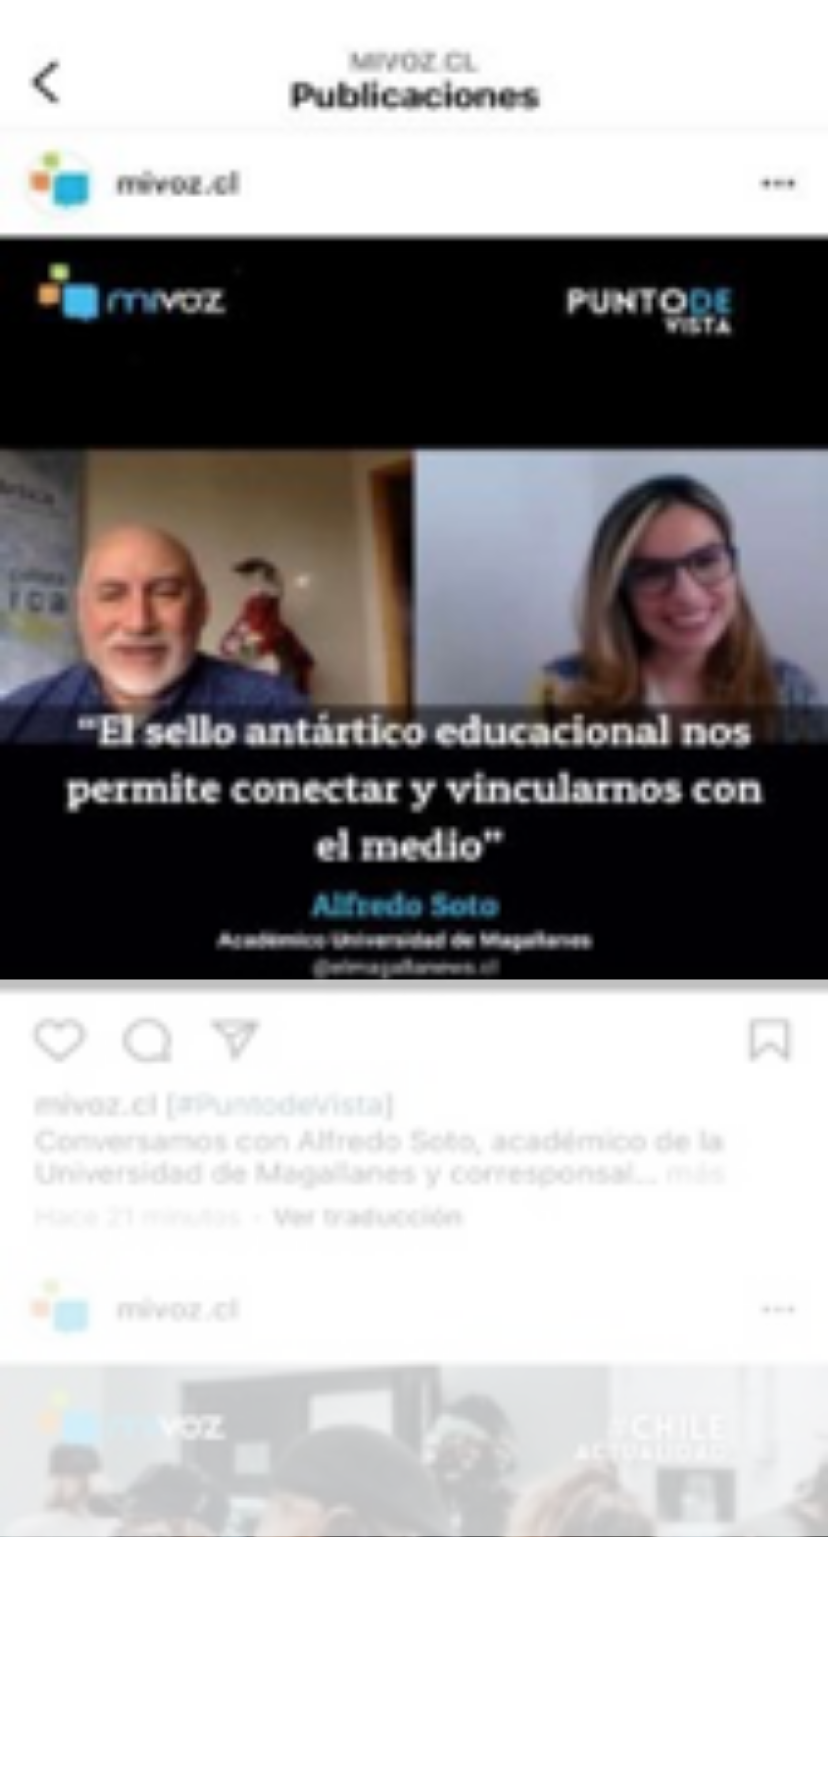 MIVOZ.CL
Publicaciones
mivoz.cl
mivoz
PUNTODE
VISTA
rca
"El sello antártico educacional nos
permite conectar y vincularnos con
el medio"
Alfredo Soto
Académico Universidad de Magallanes
@elmagallanews.cl
mivoz.cl [#PuntodeVista]
Conversamos con Alfredo Soto, académico de la
Universidad de Magallanes y corresponsal... más
Hace 21 minutos · Ver traducción
mivoz.cl
mivoz
CHILE
ACTUALIDAD